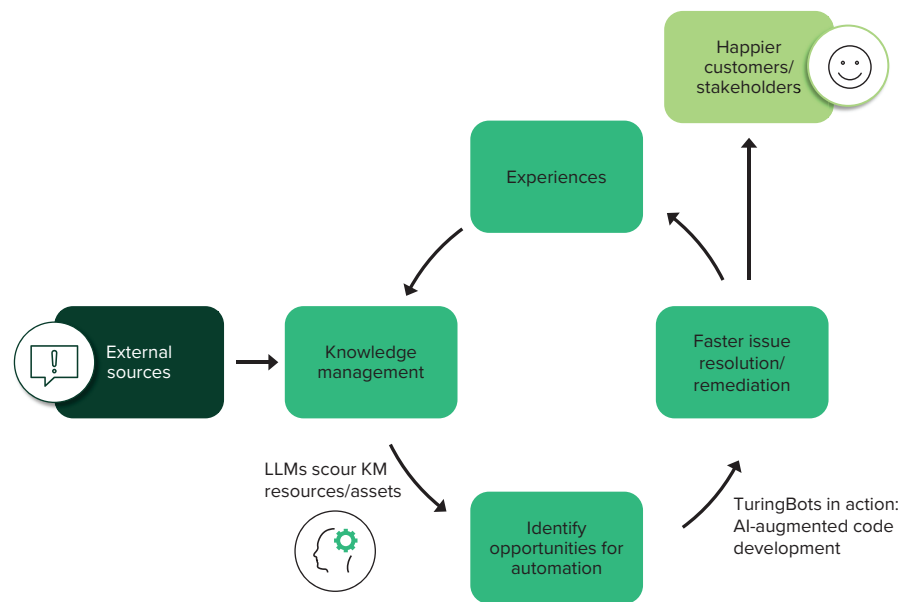 Happier
customers/
stakeholders
Experiences
External
sources
Knowledge
management
Faster issue
resolution/
remediation
LLMs scour KM
resources/assets
Identify
opportunities for
automation
TuringBots in action:
AI-augmented code
development